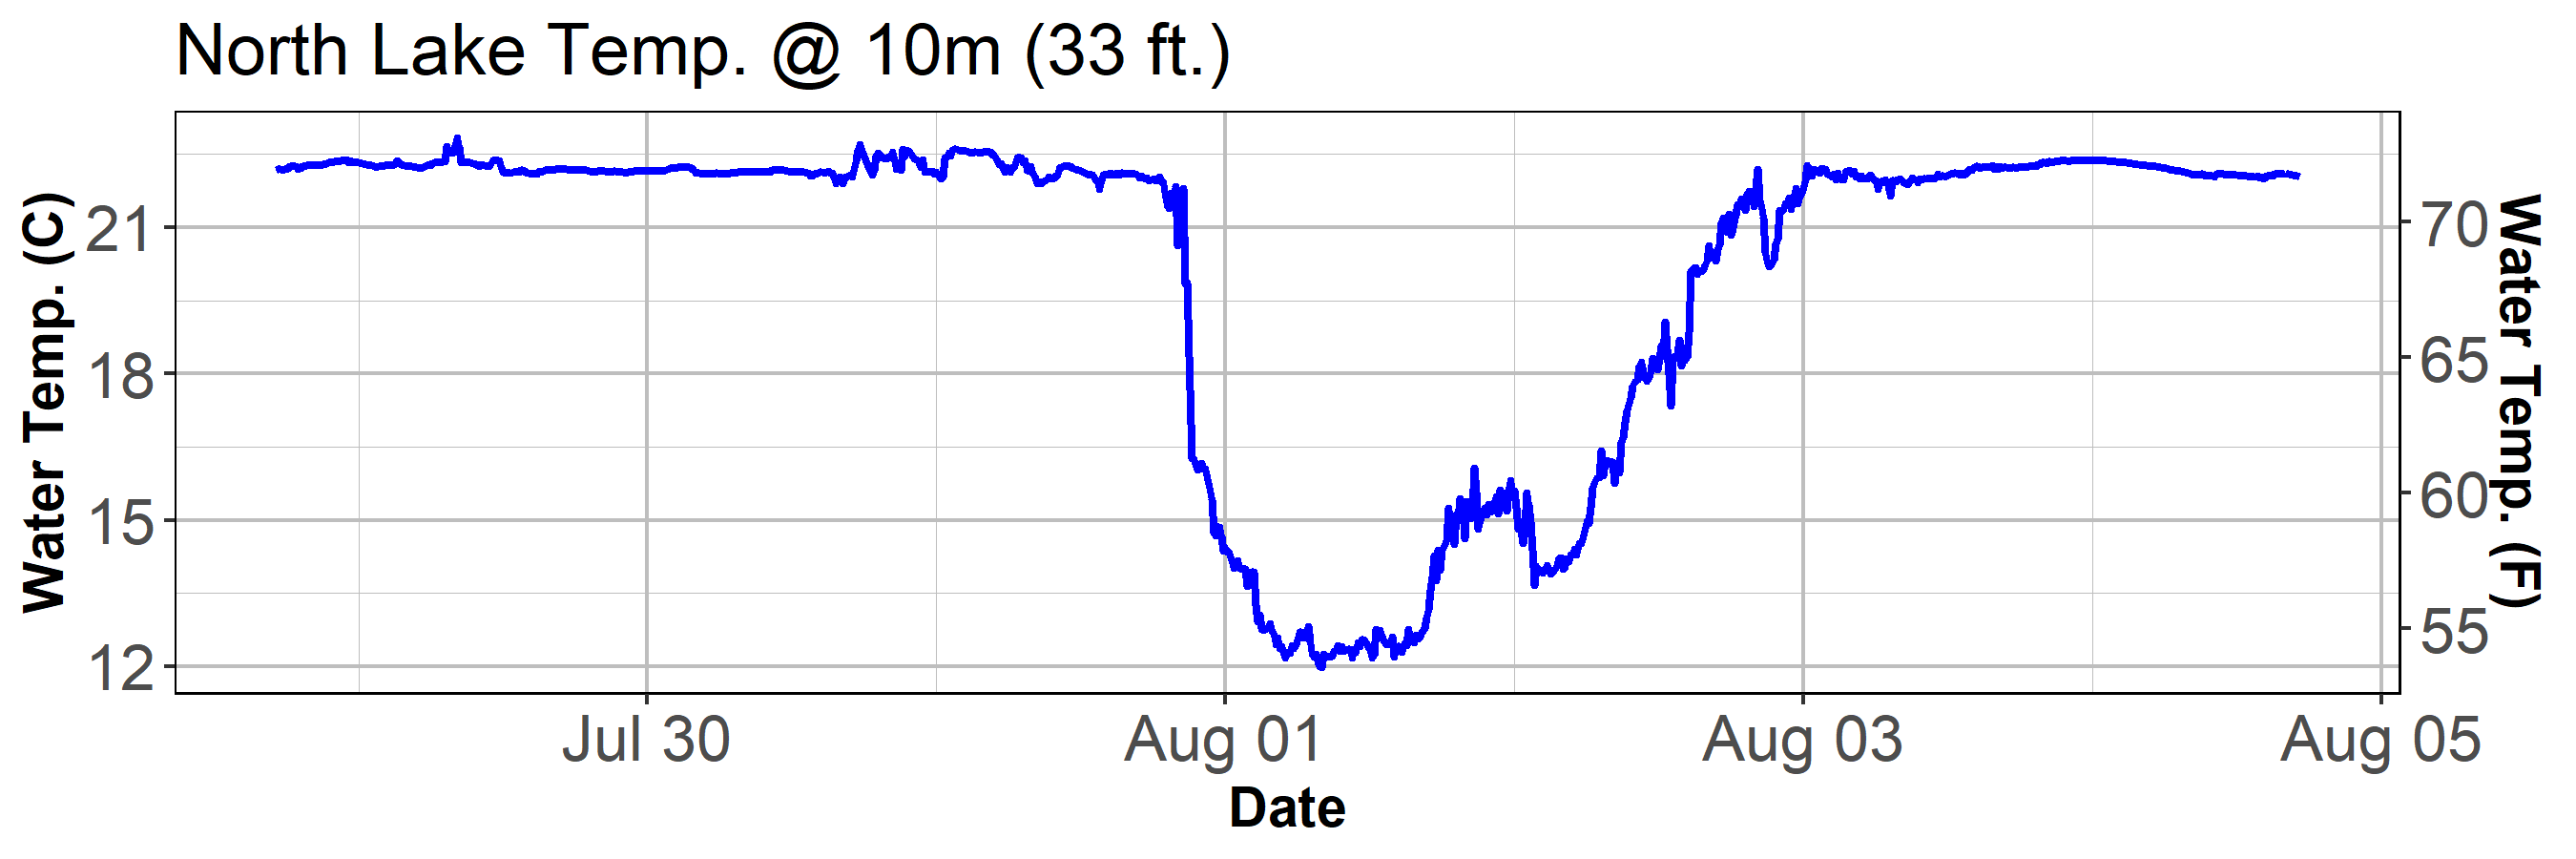 North Lake Temp. @ 10m (33 ft.)
Water Temp. (C)
21
18
15
12
70
65
60
55
Water Temp. (F)
Jul 30
Aug 01
Aug 03
Aug 05
Date